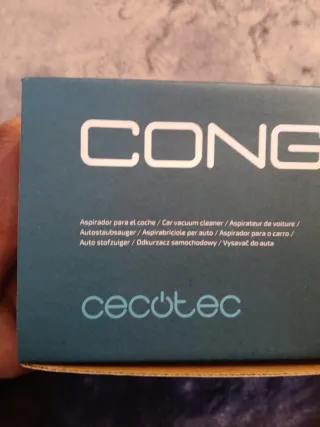 CONG
Aspirador para el coche / Car vacuum cleaner / Aspirateur de voiture /
Autostaubsauger / Aspirabriciole per auto / Aspirador para o carro /
Auto stofzuiger / Odkurzacz samochodowy / Vysavač do auta
cecotec